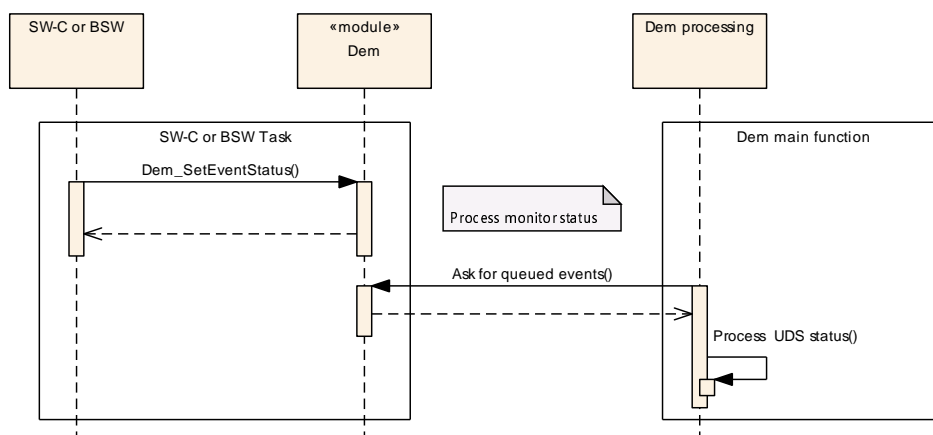 SW-C or BSW
«module»
Dem
Dem processing
SW-C or BSW Task
Dem main function
Dem_SetEventStatus()
Process monitor status
Ask for queued events()
Process UDS status()